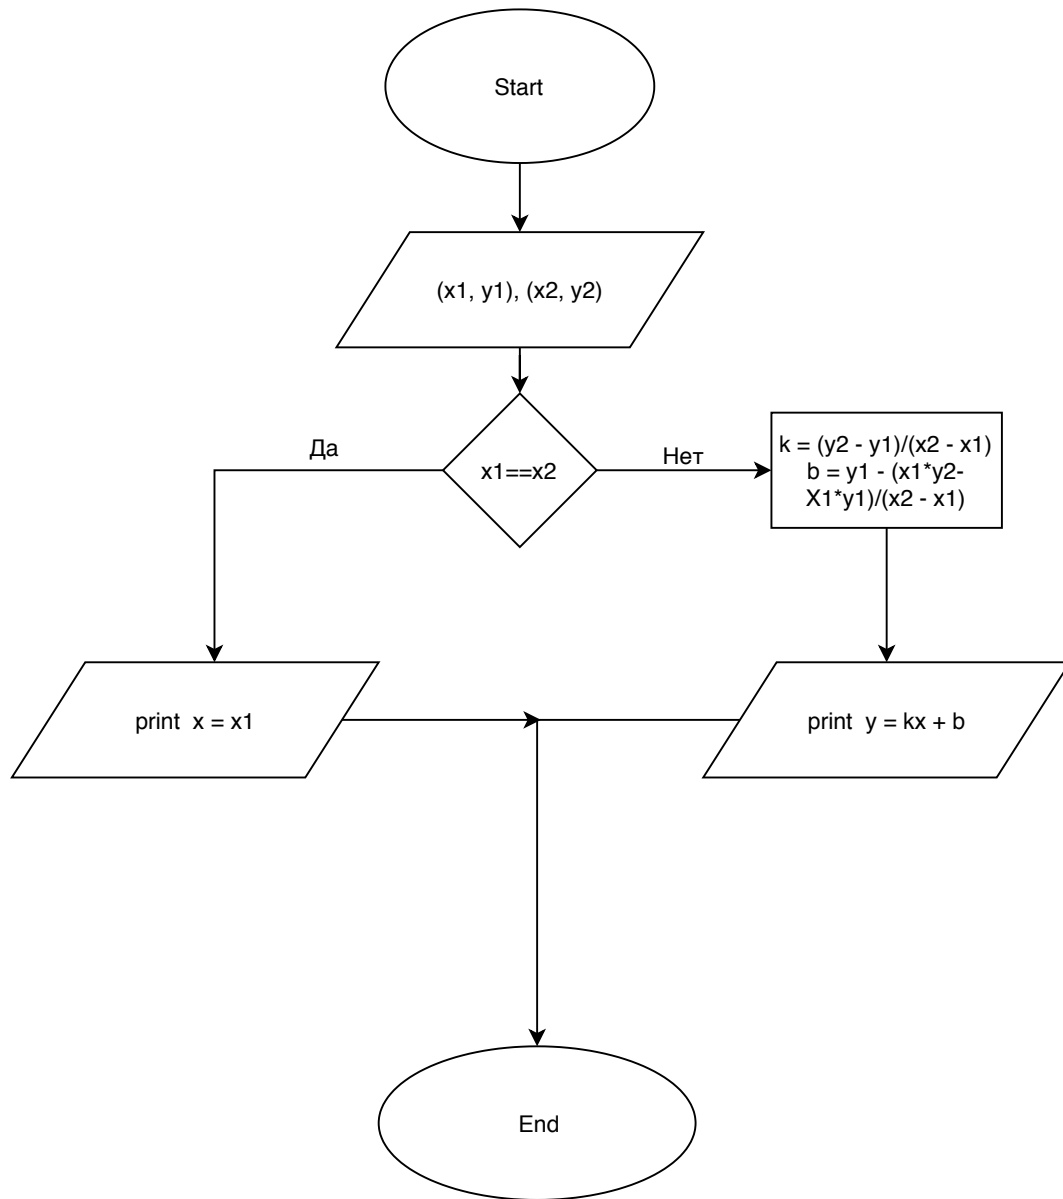 Start
(x1, y1), (x2, y2)
Да
x1==x2
Нет
k = (y2 - y1)/(x2 - x1)
b = y1 - (x1*y2-
X1*y1)/(x2 - x1)
print x = x1
print y = kx + b
End